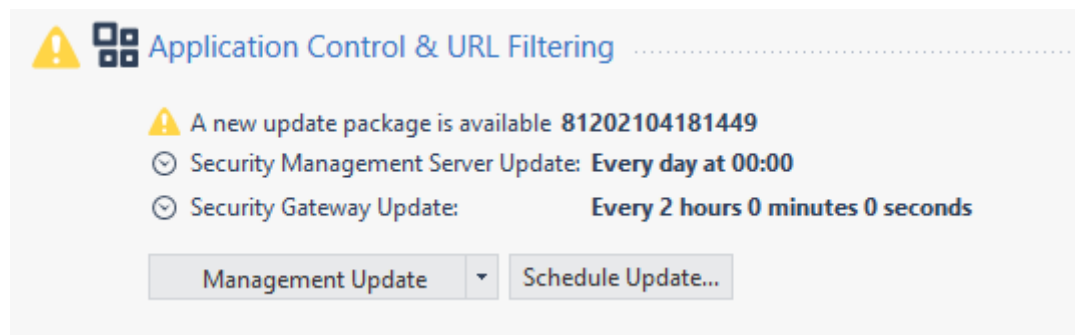 Application Control & URL Filtering
A new update package is available 81202104181449
Security Management Server Update: Every day at 00:00
Security Gateway Update: Every 2 hours 0 minutes 0 seconds
Management Update Schedule Update...